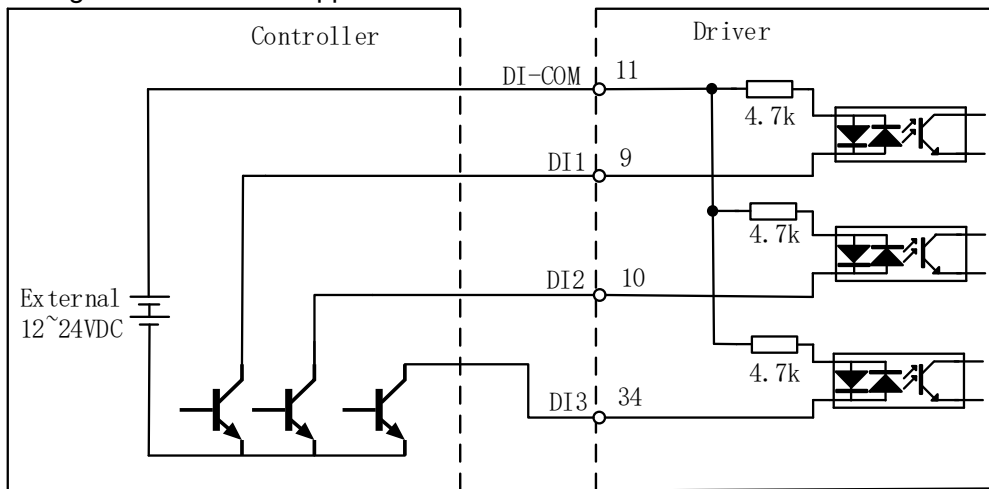 Controller
Driver
DI-COM 11
4.7k
DI1 9
4.7k
DI2 10
External
12~24VDC
4.7k
DI3 34